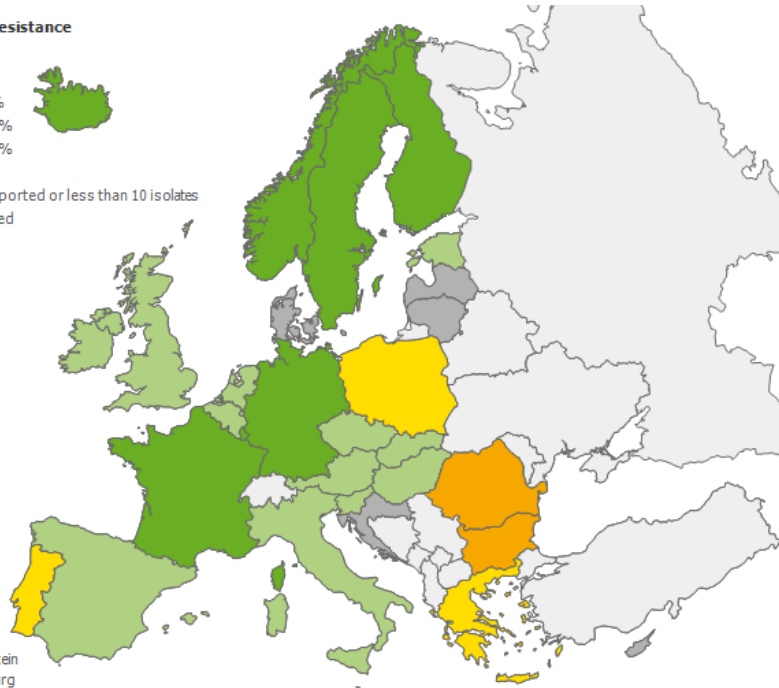 esistance
%
%
%
ported or less than 10 isolates
ed
tein
rg